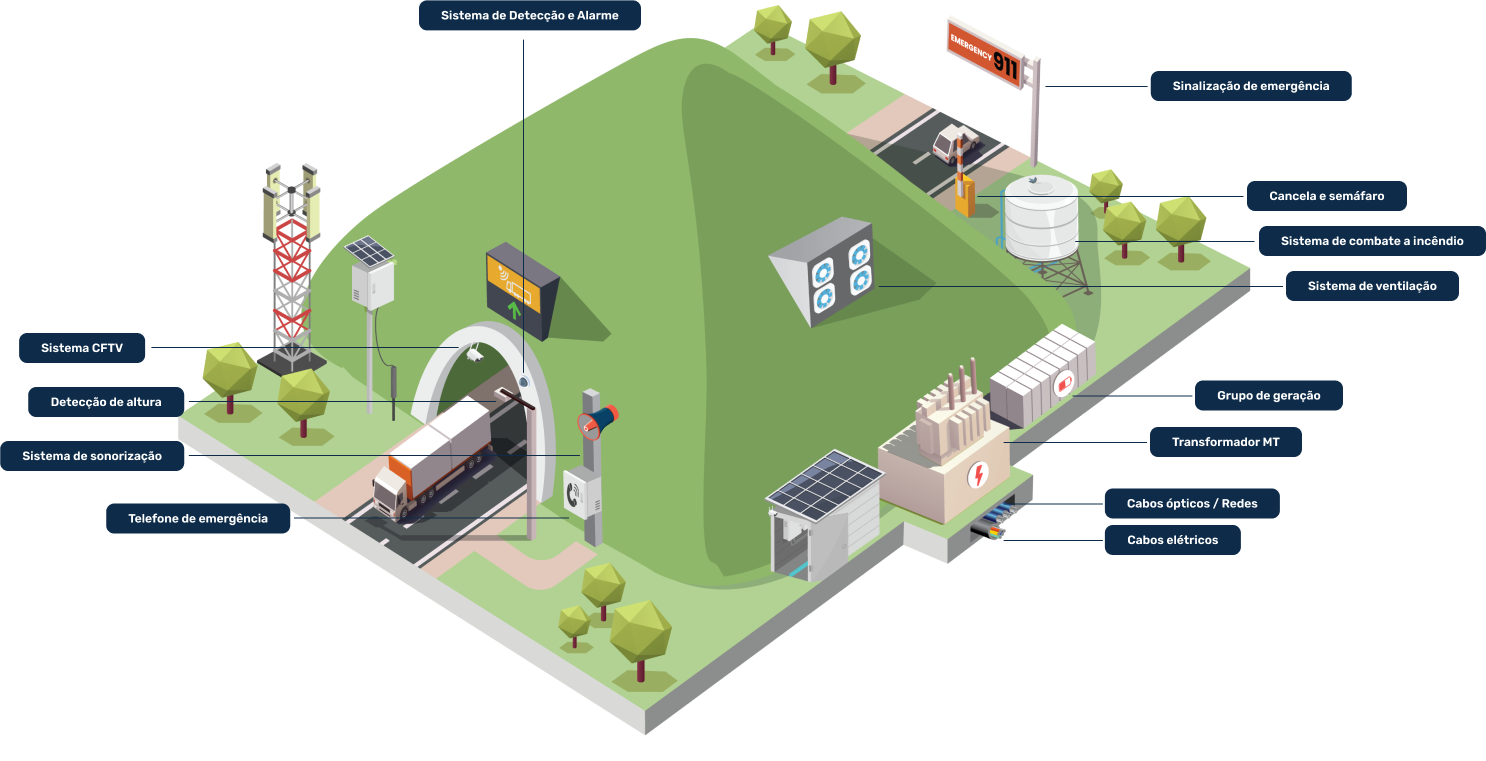 Sistema de Detecção e Alarme
EMERGENCY 911
Sinalização de emergência
Cancela e semáfaro
Sistema de combate a incêndio
Sistema de ventilação
Sistema CFTV
Detecção de altura
Sistema de sonorização
Telefone de emergência
Grupo de geração
Transformador MT
Cabos ópticos / Redes
Cabos elétricos